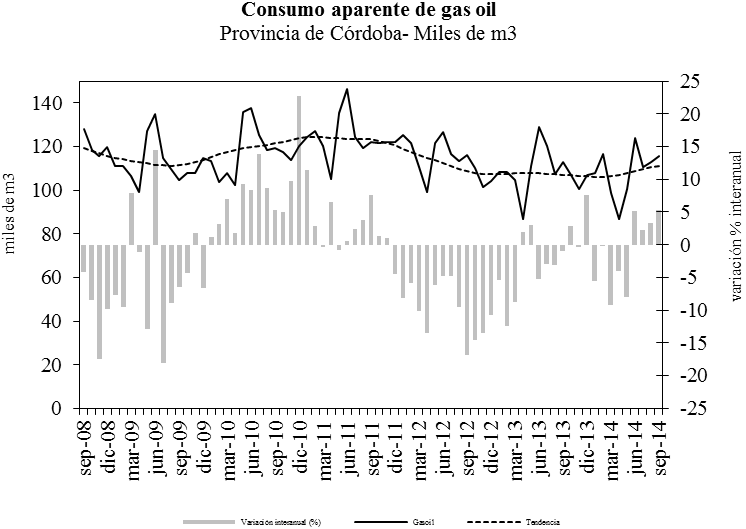 Consumo aparente de gas oil
Provincia de Córdoba- Miles de m3
miles de m3
140
120
100
80
60
40
20
0
25
20
15
10
5
0
-5
-10
-15
-20
-25
variación % interanual
sep-08
dic-08
mar-09
jun-09
sep-09
dic-09
mar-10
jun-10
sep-10
dic-10
mar-11
jun-11
sep-11
dic-11
mar-12
jun-12
sep-12
dic-12
mar-13
jun-13
sep-13
dic-13
mar-14
jun-14
sep-14
Variación interanual (%)
Gasoil
Tendencia